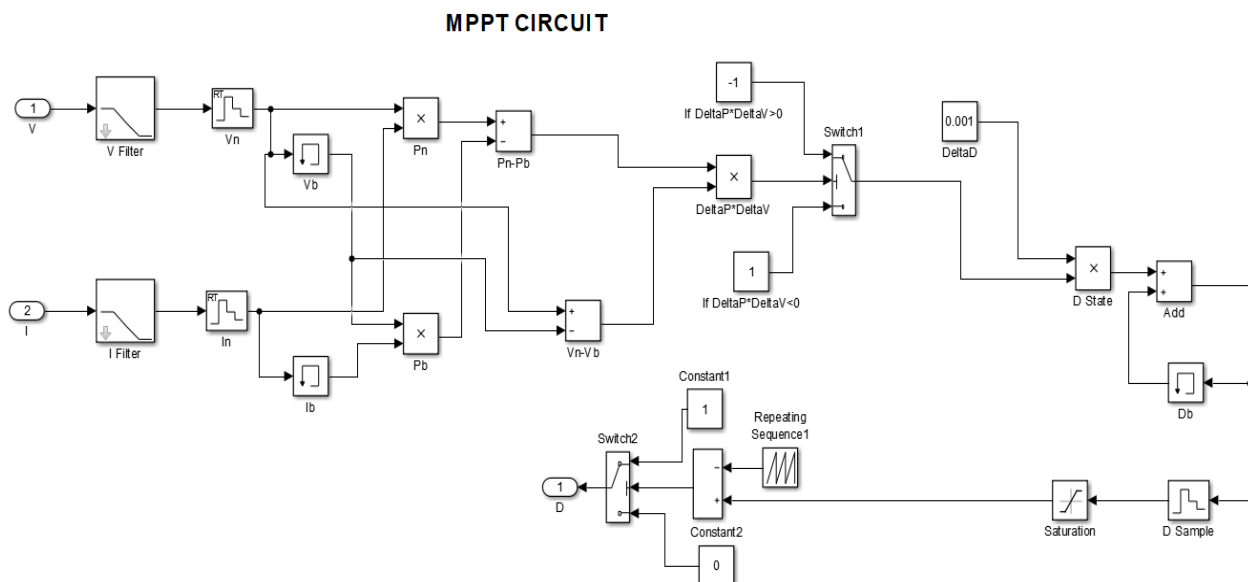 MPPT CIRCUIT
1
V
V Filter
RT
Vn
Vb
×
Pn
+
−
Pn-Pb
-1
If DeltaP*DeltaV>0
Switch1
0.001
DeltaD
×
DeltaP*DeltaV
1
If DeltaP*DeltaV<0
2
I
I Filter
RT
In
Ib
×
Pb
+
−
Vn-Vb
×
D State
+
+
Add
Db
Constant1
1
Repeating
Sequence1
Switch2
1
D
−
+
Constant2
0
Saturation
D Sample